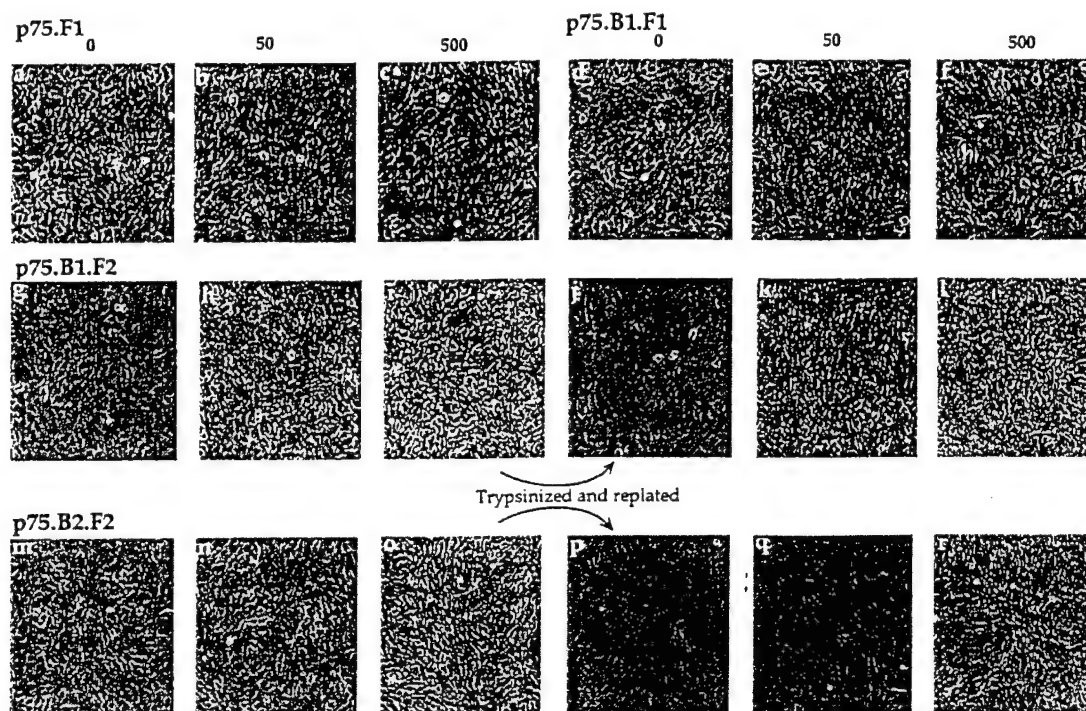 p75.F1 p75.B1.F1
0 50 500 0 50 500
a b c d e f
p75.B1.F2
g h i j k l
Trypsinized and replated
p75.B2.F2
m n o p q r